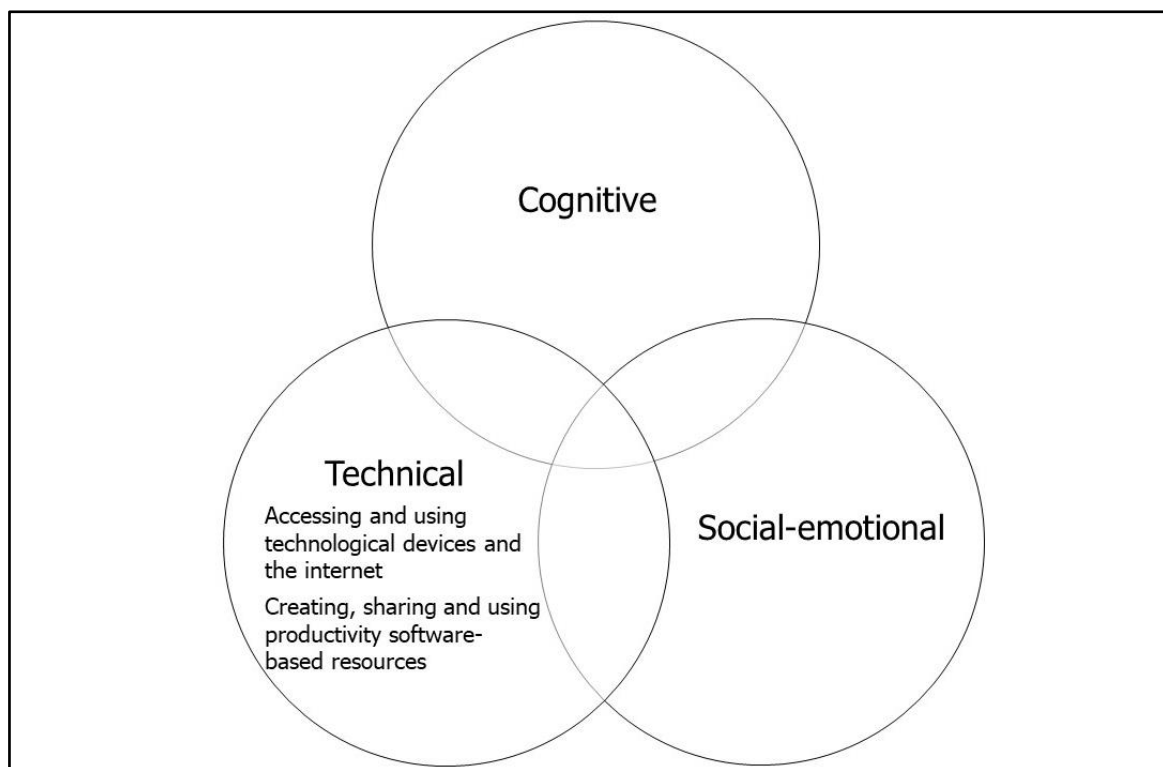 Cognitive
Technical
Accessing and using
technological devices and
the internet
Creating, sharing and using
productivity software-
based resources
Social-emotional